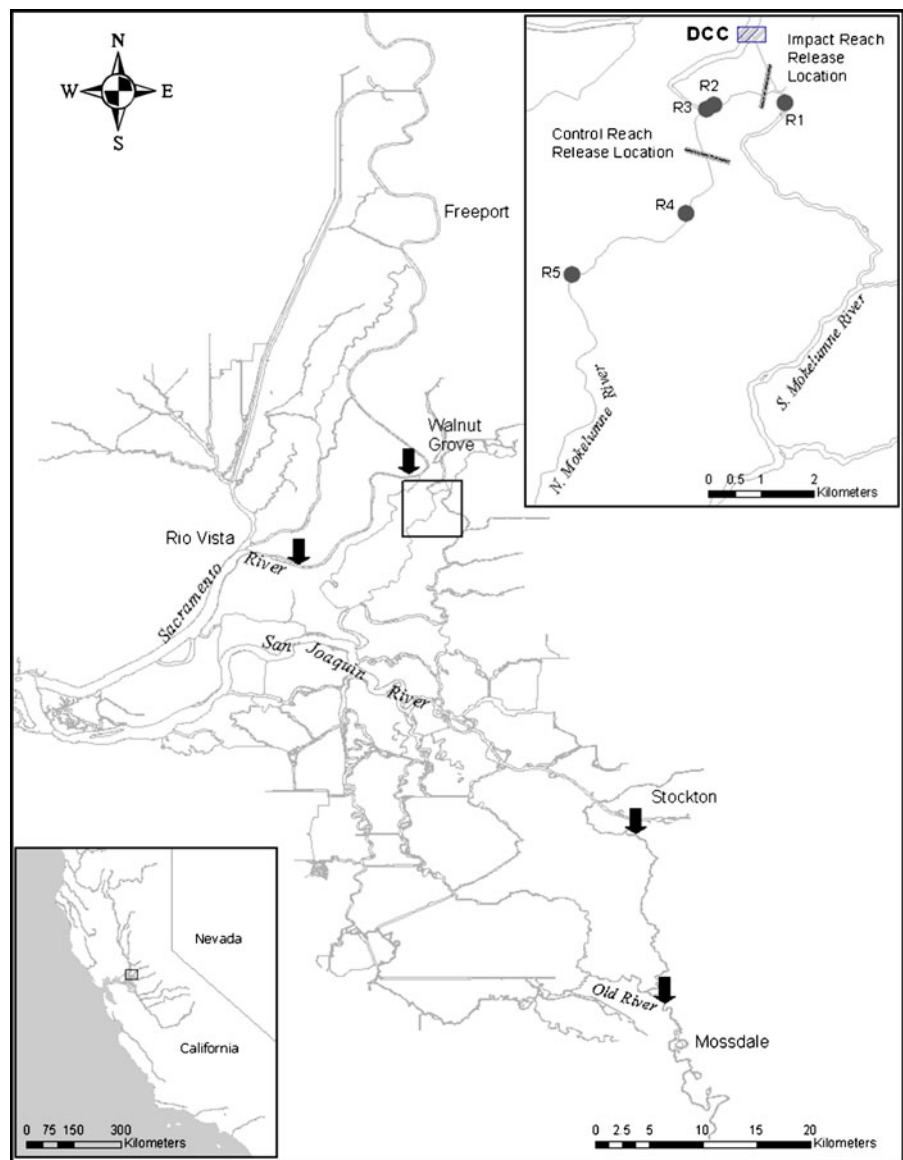 N
W E
S
DCC
Impact Reach
Release
Location
R2
R3
R1
Control Reach
Release Location
R4
R5
N. Mokelumne River
S. Mokelumne River
0 0.5 1 2
Kilometers
Freeport
Walnut
Grove
Rio Vista
Sacramento River
San Joaquin River
Stockton
Old River
Mossdale
Nevada
California
0 75 150 300
Kilometers
0 2.5 5 10 15 20
Kilometers